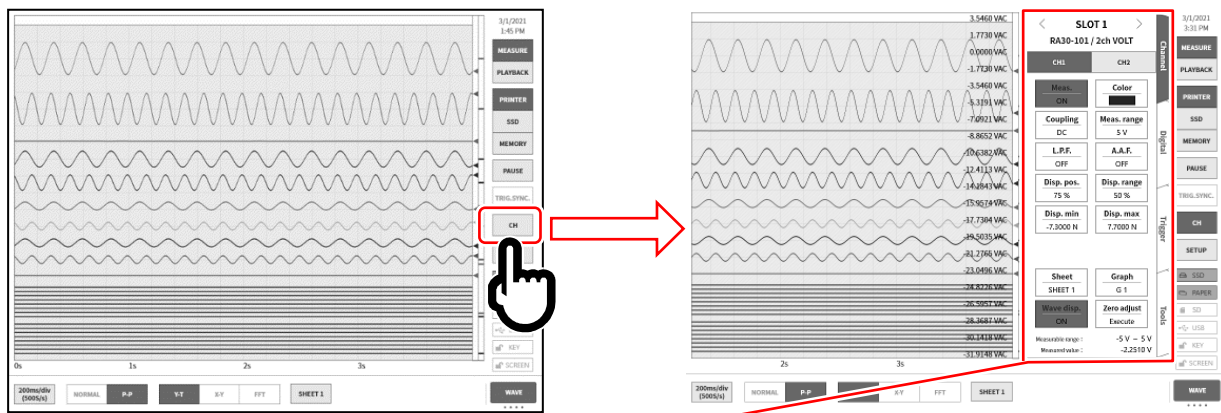 3/1/2021
1:45 PM
MEASURE
PLAYBACK
PRINTER
SSD
MEMORY
PAUSE
TRIG.SYNC.
CH
USB
KEY
SCREEN
0s
1s
2s
3s
200ms/div
(500S/s)
NORMAL
P-P
Y-T
X-Y
FFT
SHEET 1
WAVE
3.5460 VAC
1.7730 VAC
0.0000 VAC
-1.7730 VAC
-3.5460 VAC
-5.3191 VAC
-7.0921 VAC
-8.8652 VAC
-10.6382 VAC
-12.4113 VAC
-14.1843 VAC
-15.9574 VAC
-17.7304 VAC
-19.5035 VAC
-21.2765 VAC
-23.0496 VAC
-24.8226 VAC
-26.5957 VAC
-28.3687 VAC
-30.1418 VAC
-31.9148 VAC
2s
3s
< SLOT 1 >
RA30-101 / 2ch VOLT
CH1
CH2
Meas.
ON
Color
Coupling
DC
Meas. range
5 V
L.P.F.
OFF
A.A.F.
OFF
Disp. pos.
75 %
Disp. range
50 %
Disp. min
-7.3000 N
Disp. max
7.7000 N
Sheet
SHEET 1
Graph
G 1
Wave disp.
ON
Zero adjust
Execute
Measurable range :
-5 V ~ 5 V
Measured value :
-2.2510 V
Channel
Digital
Trigger
Tools
3/1/2021
3:31 PM
MEASURE
PLAYBACK
PRINTER
SSD
MEMORY
PAUSE
TRIG.SYNC.
CH
SETUP
SSD
PAPER
SD
USB
KEY
SCREEN
200ms/div
(500S/s)
NORMAL
P-P
X-Y
FFT
SHEET 1
WAVE